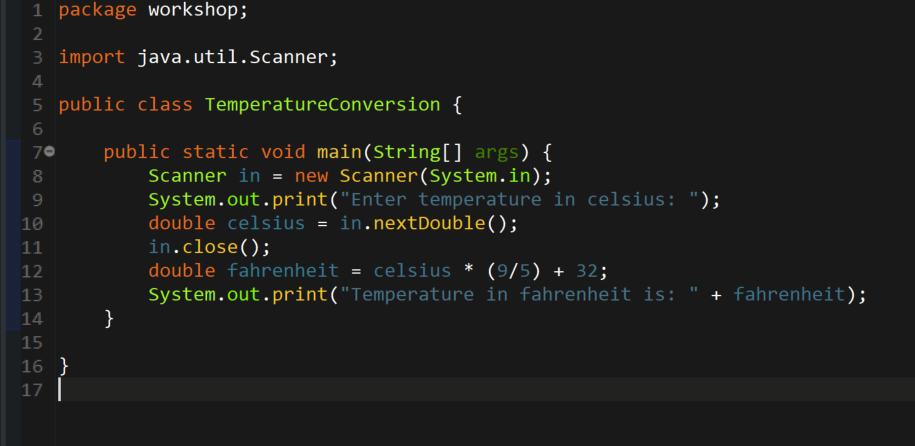 1 package workshop;
2
3 import java.util.Scanner;
4
5 public class TemperatureConversion {
6
7 public static void main(String[] args) {
8 Scanner in = new Scanner(System.in);
9 System.out.print("Enter temperature in celsius: ");
10 double celsius = in.nextDouble();
11 in.close();
12 double fahrenheit = celsius * (9/5) + 32;
13 System.out.print("Temperature in fahrenheit is: " + fahrenheit);
14 }
15
16 }
17